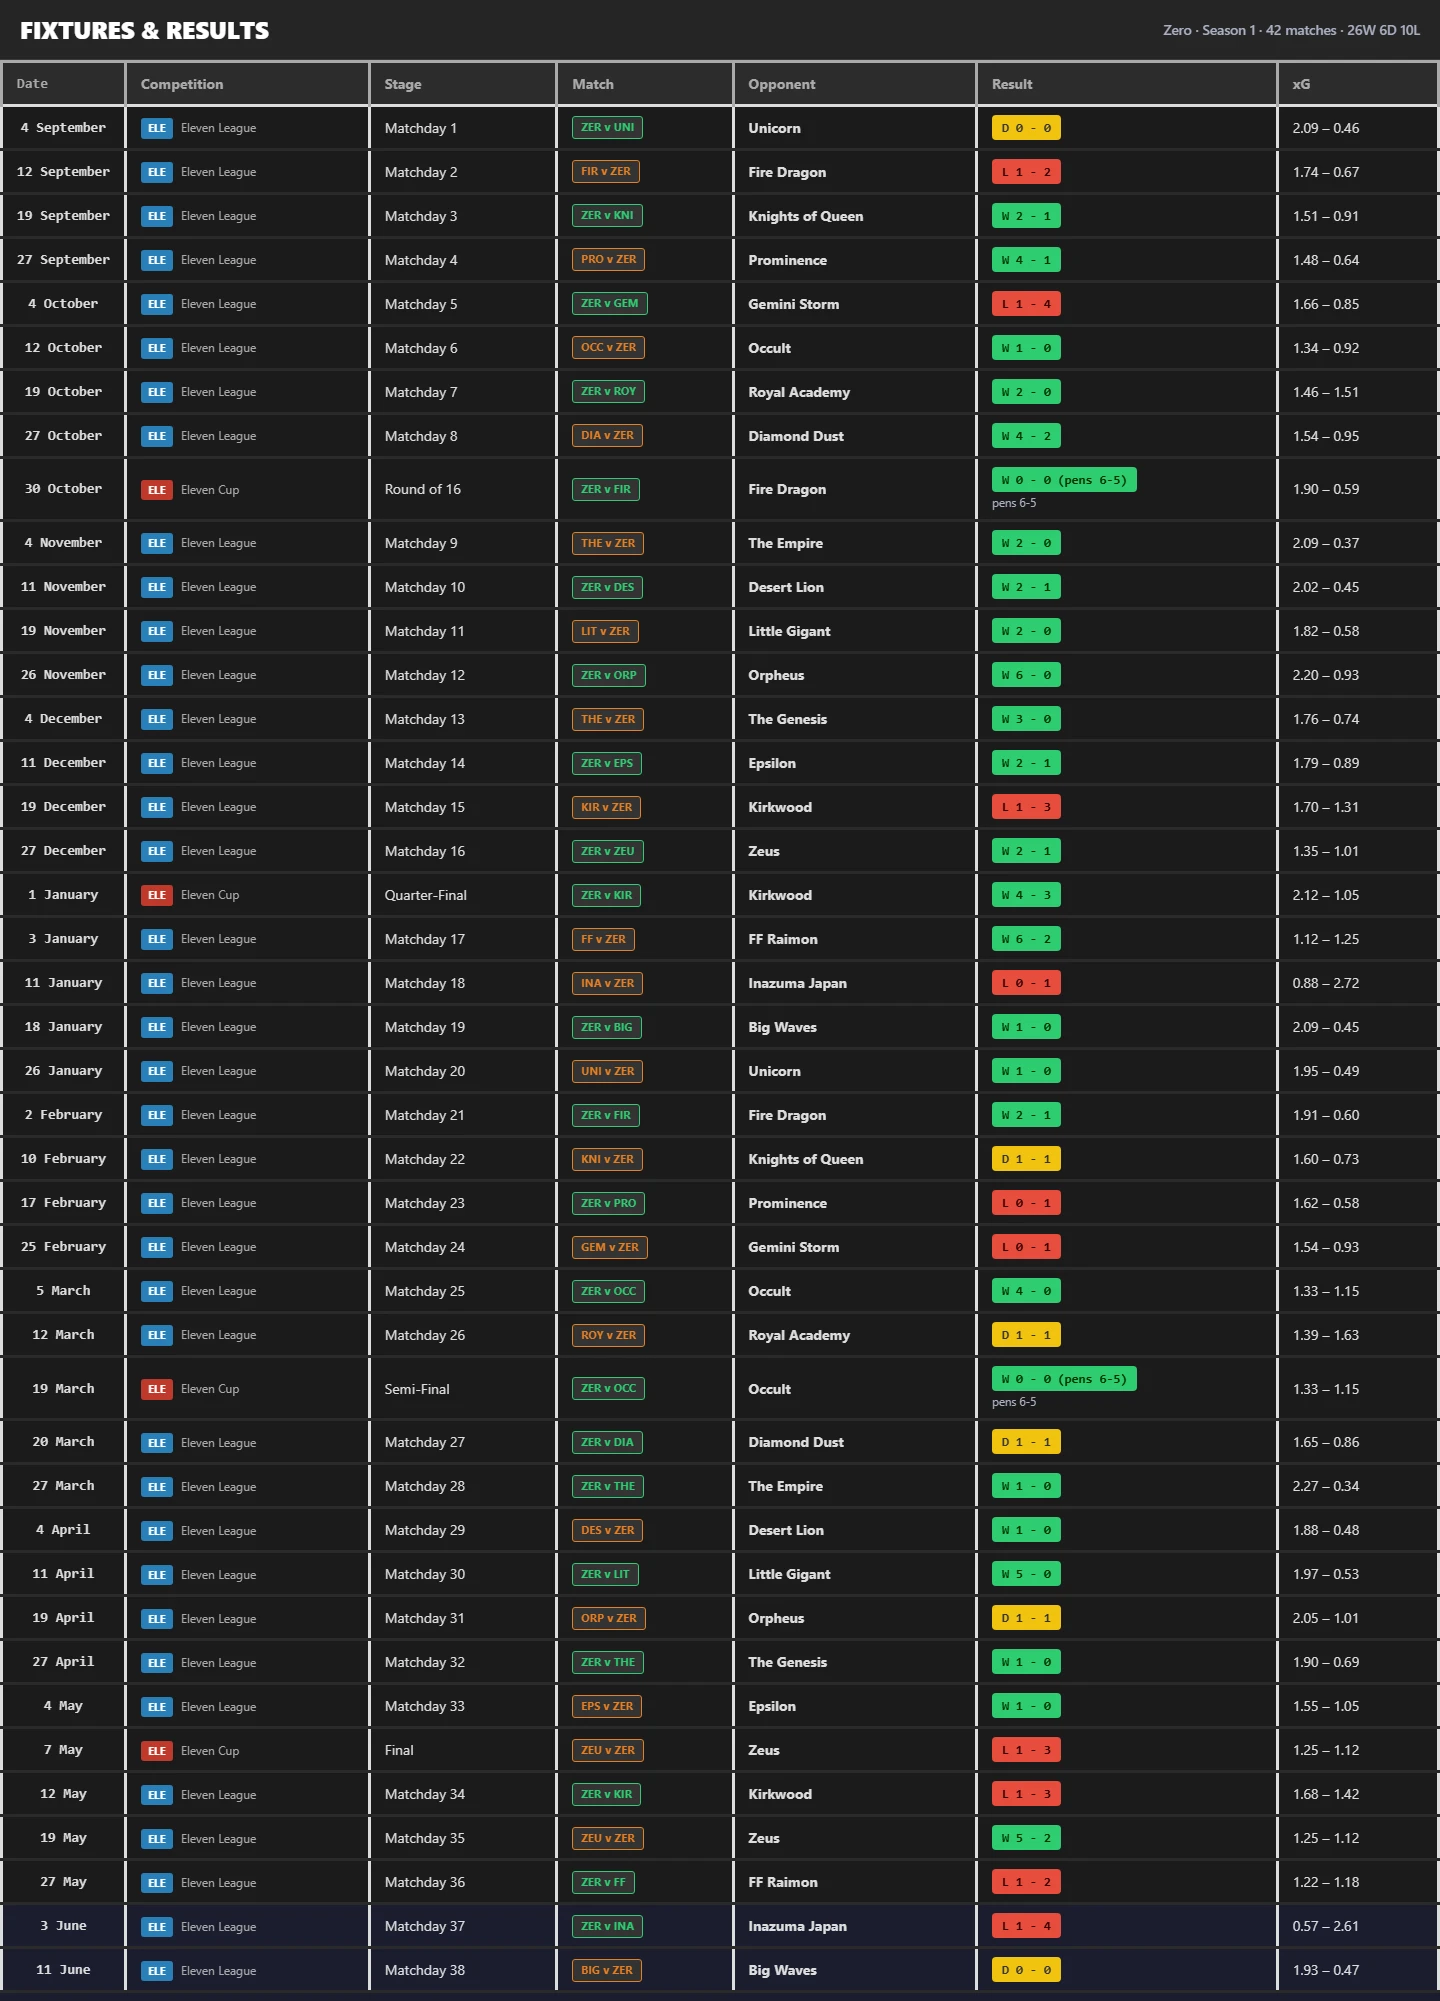 FIXTURES & RESULTS Zero · Season 1 · 42 matches · 26W 6D 10L
Date Competition Stage Match Opponent Result xG
4 September ELE Eleven League Matchday 1 ZER v UNI Unicorn D 0 - 0 2.09 – 0.46
12 September ELE Eleven League Matchday 2 FIR v ZER Fire Dragon L 1 - 2 1.74 – 0.67
19 September ELE Eleven League Matchday 3 ZER v KNI Knights of Queen W 2 - 1 1.51 – 0.91
27 September ELE Eleven League Matchday 4 PRO v ZER Prominence W 4 - 1 1.48 – 0.64
4 October ELE Eleven League Matchday 5 ZER v GEM Gemini Storm L 1 - 4 1.66 – 0.85
12 October ELE Eleven League Matchday 6 OCC v ZER Occult W 1 - 0 1.34 – 0.92
19 October ELE Eleven League Matchday 7 ZER v ROY Royal Academy W 2 - 0 1.46 – 1.51
27 October ELE Eleven League Matchday 8 DIA v ZER Diamond Dust W 4 - 2 1.54 – 0.95
30 October ELE Eleven Cup Round of 16 ZER v FIR Fire Dragon W 0 - 0 (pens 6-5) 1.90 – 0.59
pens 6-5
4 November ELE Eleven League Matchday 9 THE v ZER The Empire W 2 - 0 2.09 – 0.37
11 November ELE Eleven League Matchday 10 ZER v DES Desert Lion W 2 - 1 2.02 – 0.45
19 November ELE Eleven League Matchday 11 LIT v ZER Little Gigant W 2 - 0 1.82 – 0.58
26 November ELE Eleven League Matchday 12 ZER v ORP Orpheus W 6 - 0 2.20 – 0.93
4 December ELE Eleven League Matchday 13 THE v ZER The Genesis W 3 - 0 1.76 – 0.74
11 December ELE Eleven League Matchday 14 ZER v EPS Epsilon W 2 - 1 1.79 – 0.89
19 December ELE Eleven League Matchday 15 KIR v ZER Kirkwood L 1 - 3 1.70 – 1.31
27 December ELE Eleven League Matchday 16 ZER v ZEU Zeus W 2 - 1 1.35 – 1.01
1 January ELE Eleven Cup Quarter-Final ZER v KIR Kirkwood W 4 - 3 2.12 – 1.05
3 January ELE Eleven League Matchday 17 FF v ZER FF Raimon W 6 - 2 1.12 – 1.25
11 January ELE Eleven League Matchday 18 INA v ZER Inazuma Japan L 0 - 1 0.88 – 2.72
18 January ELE Eleven League Matchday 19 ZER v BIG Big Waves W 1 - 0 2.09 – 0.45
26 January ELE Eleven League Matchday 20 UNI v ZER Unicorn W 1 - 0 1.95 – 0.49
2 February ELE Eleven League Matchday 21 ZER v FIR Fire Dragon W 2 - 1 1.91 – 0.60
10 February ELE Eleven League Matchday 22 KNI v ZER Knights of Queen D 1 - 1 1.60 – 0.73
17 February ELE Eleven League Matchday 23 ZER v PRO Prominence L 0 - 1 1.62 – 0.58
25 February ELE Eleven League Matchday 24 GEM v ZER Gemini Storm L 0 - 1 1.54 – 0.93
5 March ELE Eleven League Matchday 25 ZER v OCC Occult W 4 - 0 1.33 – 1.15
12 March ELE Eleven League Matchday 26 ROY v ZER Royal Academy D 1 - 1 1.39 – 1.63
19 March ELE Eleven Cup Semi-Final ZER v OCC Occult W 0 - 0 (pens 6-5) 1.33 – 1.15
pens 6-5
20 March ELE Eleven League Matchday 27 ZER v DIA Diamond Dust D 1 - 1 1.65 – 0.86
27 March ELE Eleven League Matchday 28 ZER v THE The Empire W 1 - 0 2.27 – 0.34
4 April ELE Eleven League Matchday 29 DES v ZER Desert Lion W 1 - 0 1.88 – 0.48
11 April ELE Eleven League Matchday 30 ZER v LIT Little Gigant W 5 - 0 1.97 – 0.53
19 April ELE Eleven League Matchday 31 ORP v ZER Orpheus D 1 - 1 2.05 – 1.01
27 April ELE Eleven League Matchday 32 ZER v THE The Genesis W 1 - 0 1.90 – 0.69
4 May ELE Eleven League Matchday 33 EPS v ZER Epsilon W 1 - 0 1.55 – 1.05
7 May ELE Eleven Cup Final ZEU v ZER Zeus L 1 - 3 1.25 – 1.12
12 May ELE Eleven League Matchday 34 ZER v KIR Kirkwood L 1 - 3 1.68 – 1.42
19 May ELE Eleven League Matchday 35 ZEU v ZER Zeus W 5 - 2 1.25 – 1.12
27 May ELE Eleven League Matchday 36 ZER v FF FF Raimon L 1 - 2 1.22 – 1.18
3 June ELE Eleven League Matchday 37 ZER v INA Inazuma Japan L 1 - 4 0.57 – 2.61
11 June ELE Eleven League Matchday 38 BIG v ZER Big Waves D 0 - 0 1.93 – 0.47